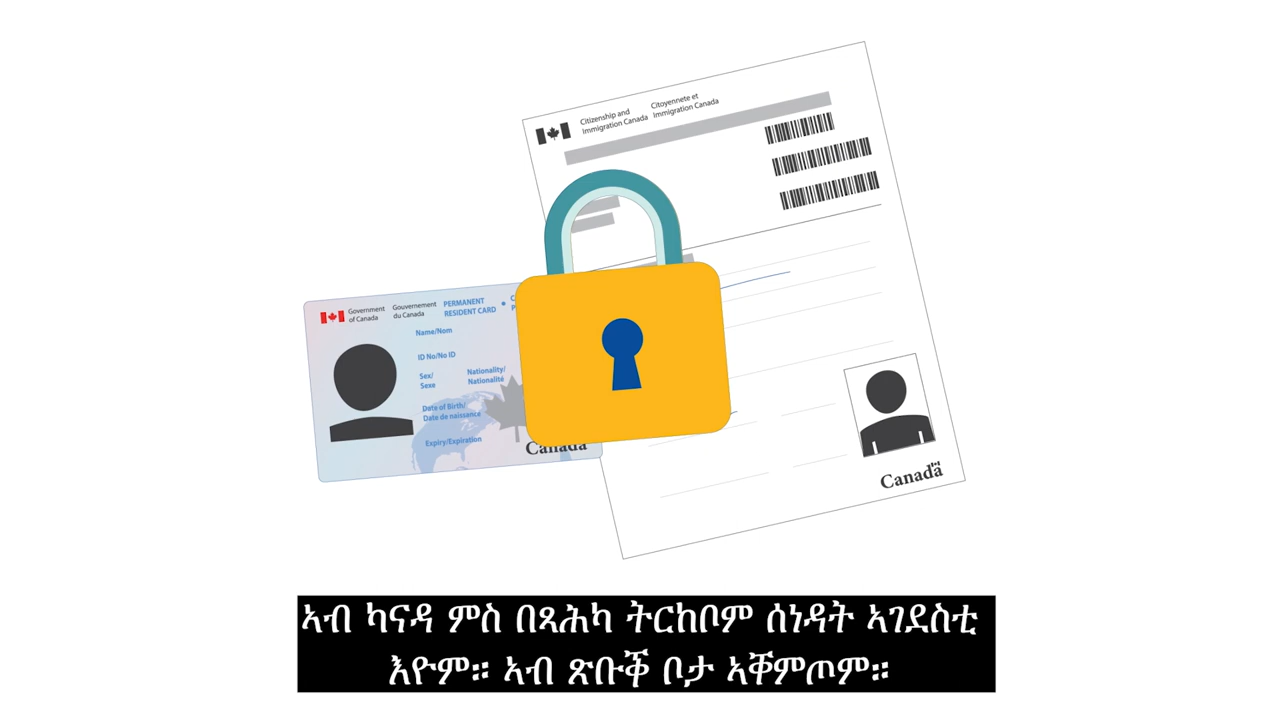 Citizenship and
Immigration Canada
Citoyennete et
Immigration Canada
Government
of Canada
Gouvernement
du Canada
PERMANENT
RESIDENT CARD
Name/Nom
ID No/No ID
Sex/
Sexe
Nationality/
Nationalité
Date of Birth/
Date de naissance
Expiry/Expiration
Canada
Canada
ኣብ ካናዳ ምስ በጻሕካ ትርከቦም ሰነዳት ኣገደስቲ
እዮም። ኣብ ጽቡቕ ቦታ ኣቐምጦም።